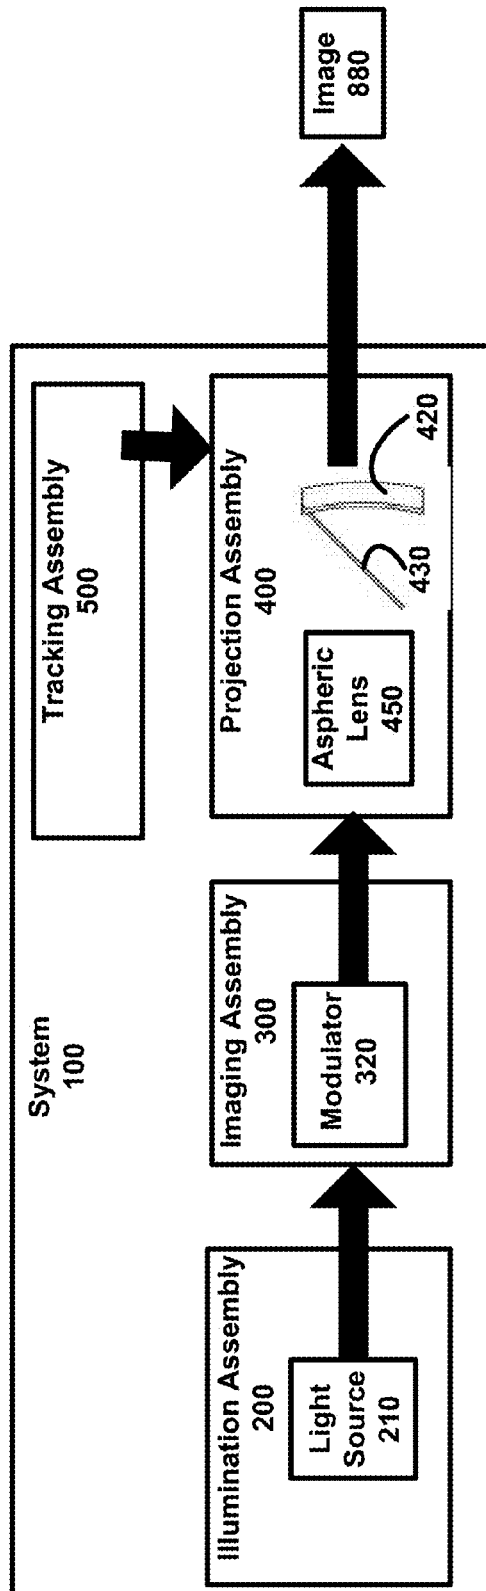 System
100
Tracking Assembly
500
Illumination Assembly
200
Light
Source
210
Imaging Assembly
300
Modulator
320
Projection Assembly
400
Aspheric
Lens
450
430
420
Image
880